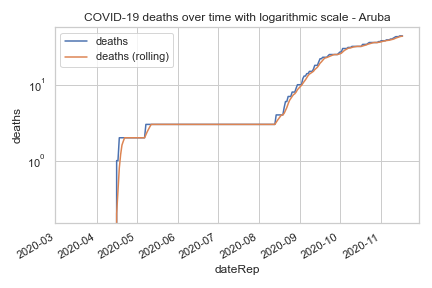 COVID-19 deaths over time with logarithmic scale - Aruba
deaths
deaths (rolling)
10¹
10⁰
deaths
2020-03
2020-04
2020-05
2020-06
2020-07
2020-08
2020-09
2020-10
2020-11
dateRep